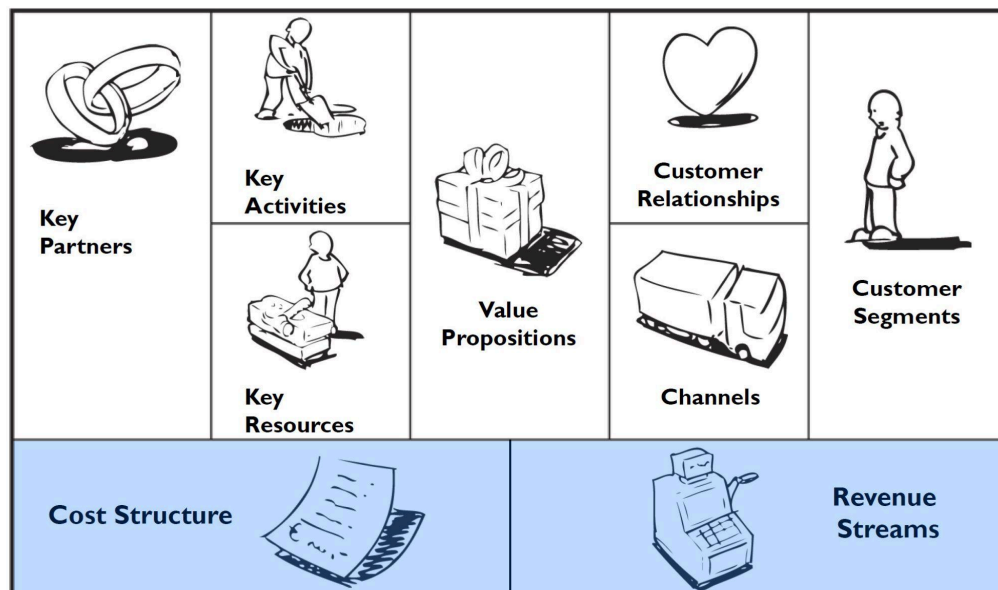 Key
Partners
Key
Activities
Key
Resources
Value
Propositions
Customer
Relationships
Channels
Customer
Segments
Cost Structure
Revenue
Streams